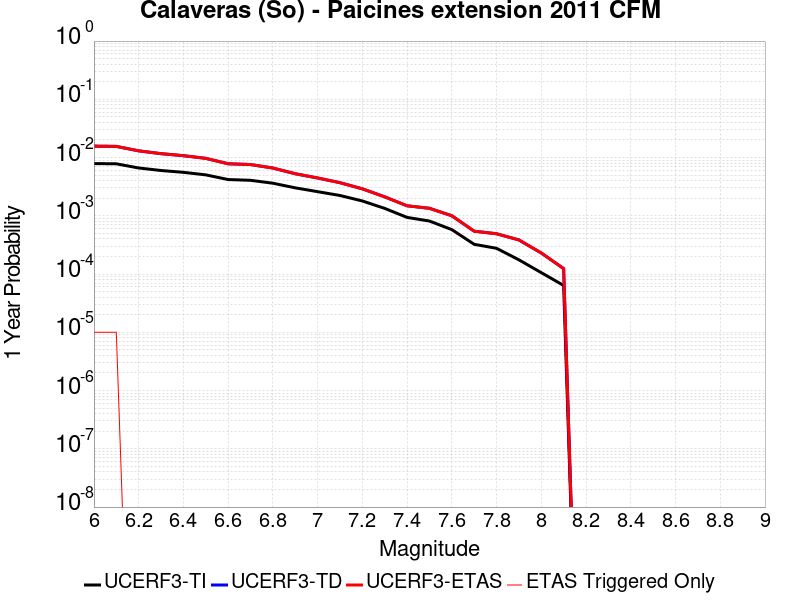 Calaveras (So) - Paicines extension 2011 CFM
10^0
10^-1
10^-2
10^-3
10^-4
10^-5
10^-6
10^-7
10^-8
1 Year Probability
6 6.2 6.4 6.6 6.8 7 7.2 7.4 7.6 7.8 8 8.2 8.4 8.6 8.8 9
Magnitude
UCERF3-TI UCERF3-TD UCERF3-ETAS ETAS Triggered Only